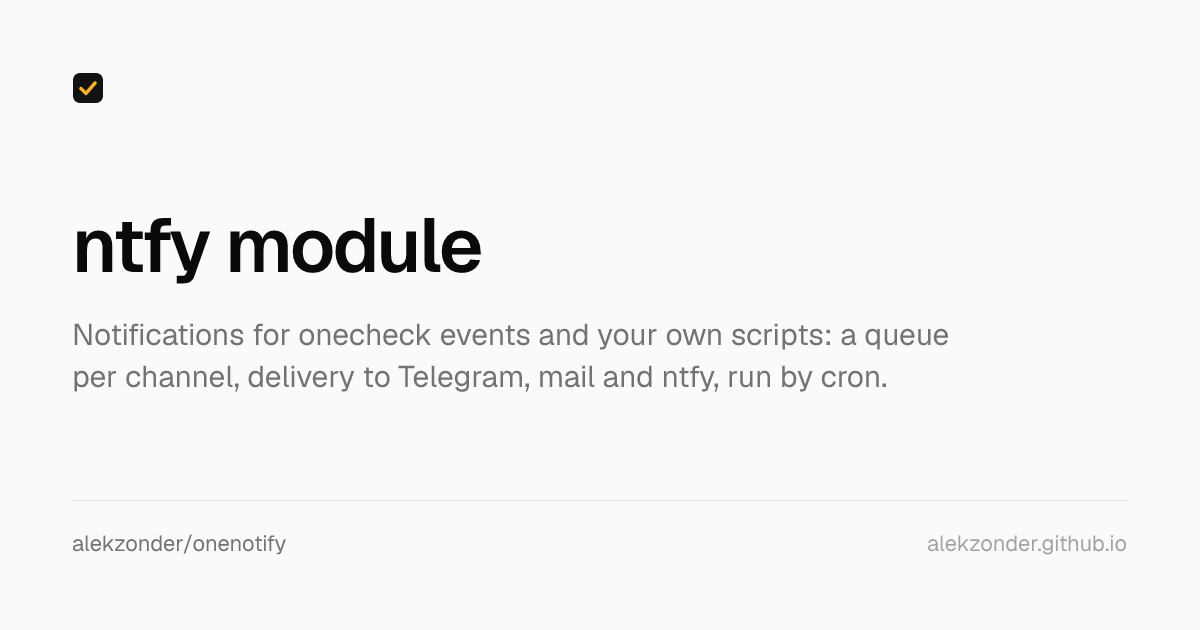 ntfy module
Notifications for onecheck events and your own scripts: a queue
per channel, delivery to Telegram, mail and ntfy, run by cron.
alekzonder/onenotify
alekzonder.github.io